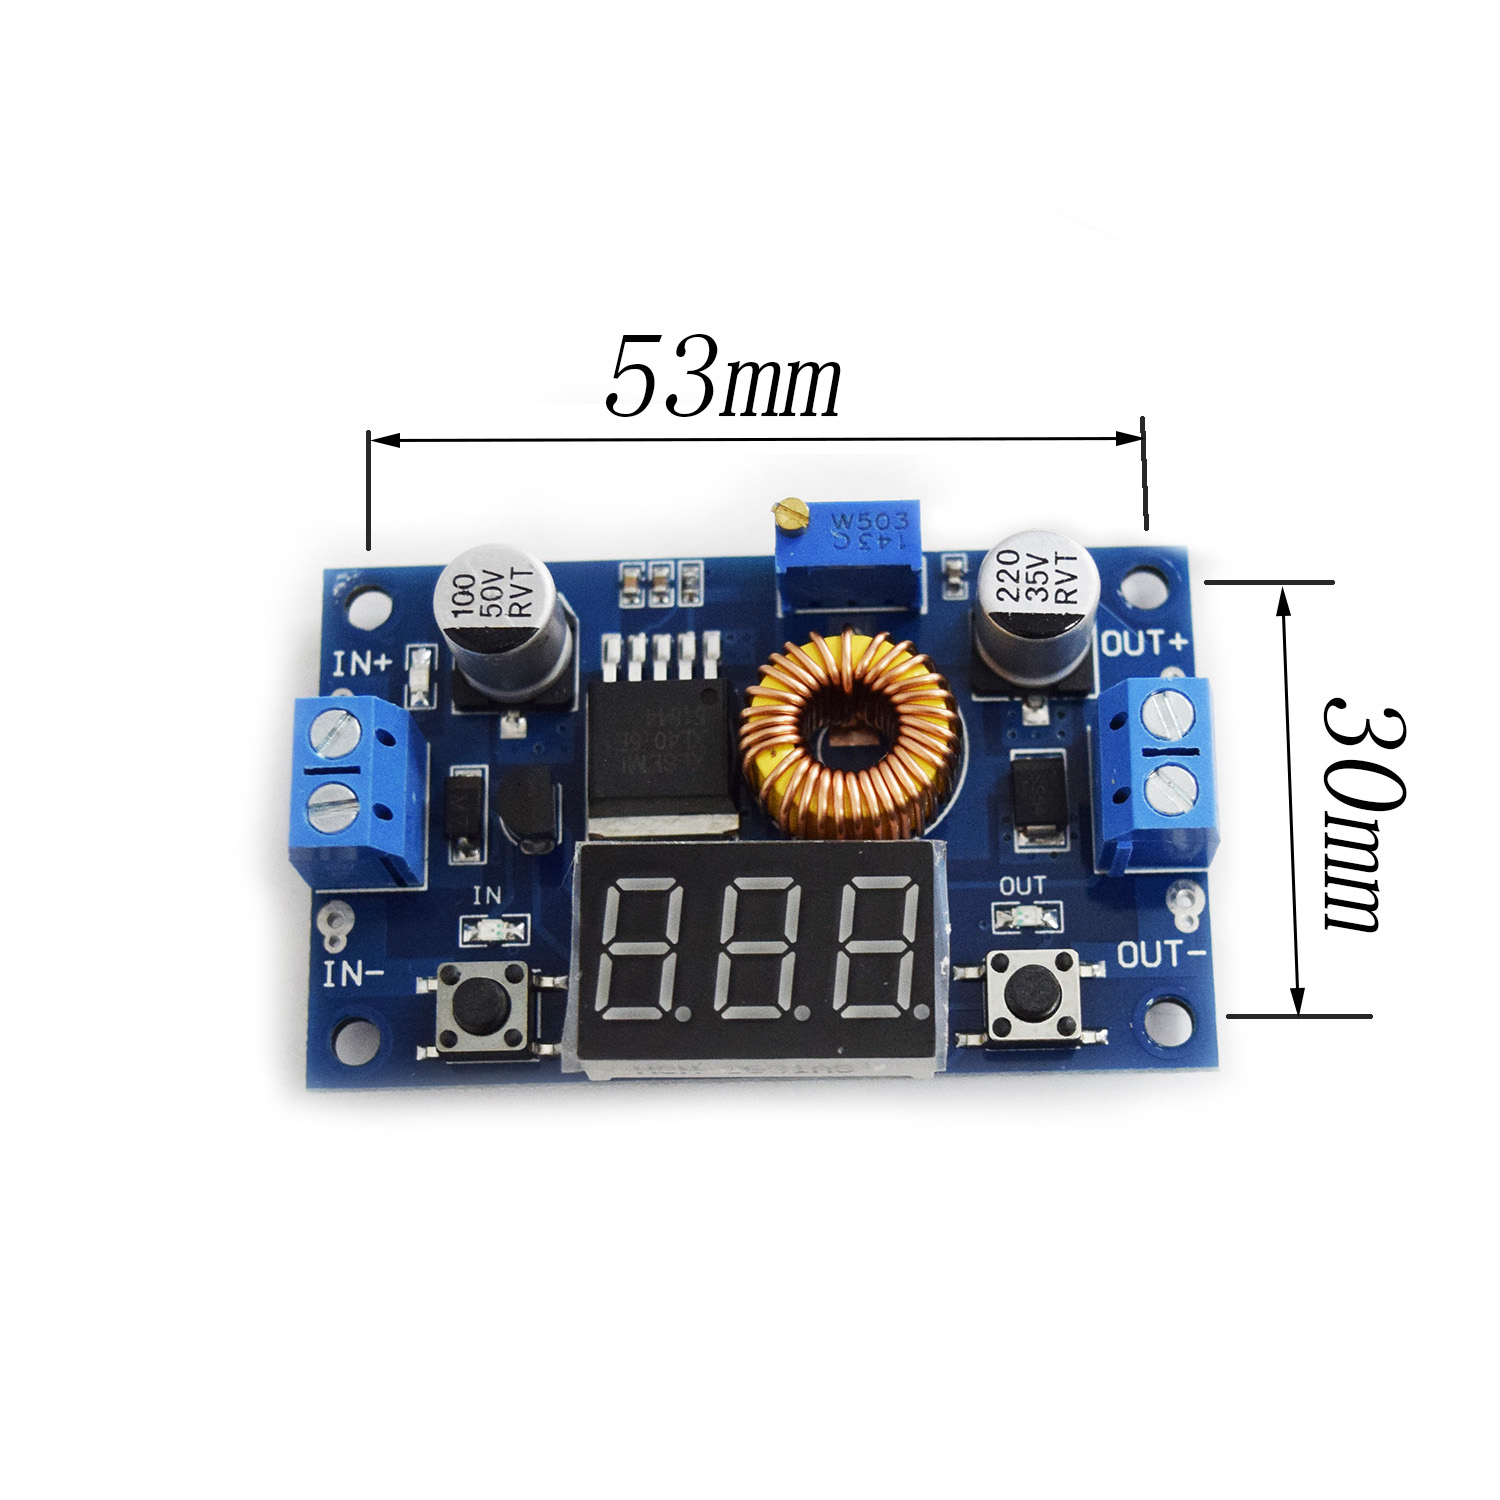 53mm
W503
143C
100
50V
RVT
220
35V
RVT
IN+
OUT+
30mm
IN
OUT
IN-
OUT-